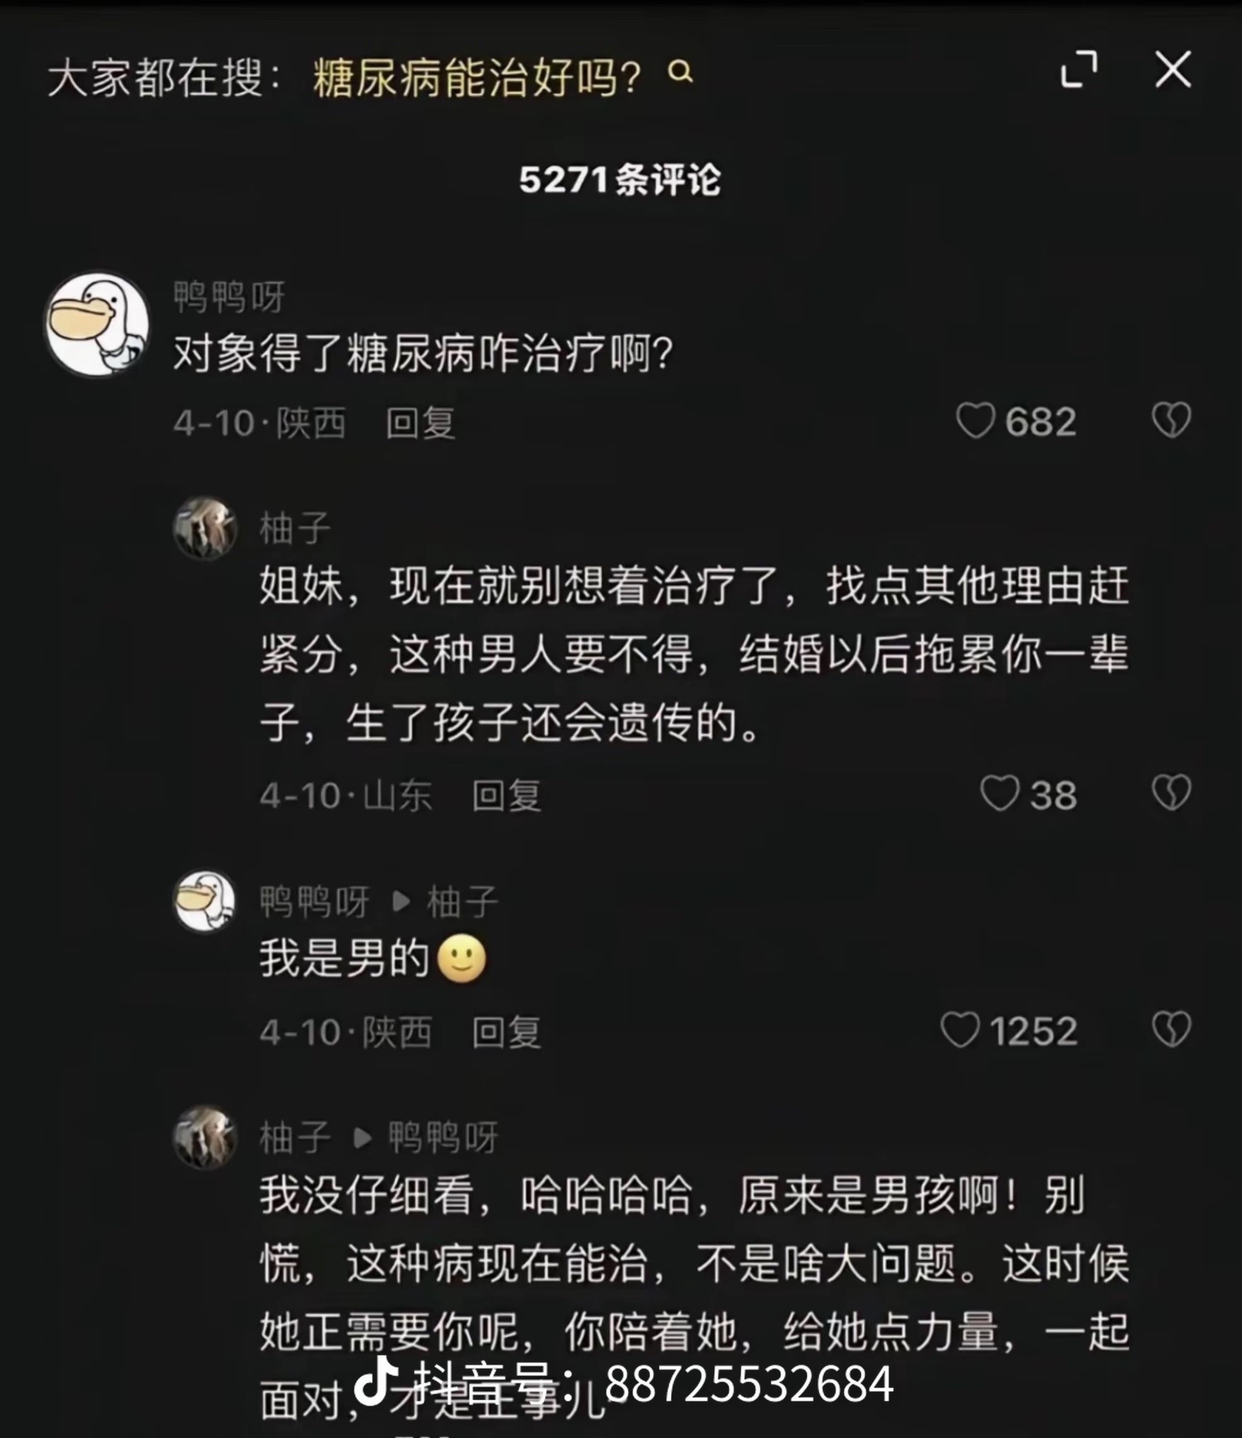 大家都在搜：糖尿病能治好吗？
5271条评论
鸭鸭呀
对象得了糖尿病咋治疗啊？
4-10·陕西 回复 682
柚子
姐妹，现在就别想着治疗了，找点其他理由赶
紧分，这种男人要不得，结婚以后拖累你一辈
子，生了孩子还会遗传的。
4-10·山东 回复 38
鸭鸭呀 ▶ 柚子
我是男的🙂
4-10·陕西 回复 1252
柚子 ▶ 鸭鸭呀
我没仔细看，哈哈哈哈，原来是男孩啊！别
慌，这种病现在能治，不是啥大问题。这时候
她正需要你呢，你陪着她，给她点力量，一起
面对，才是正事儿
抖音号：88725532684